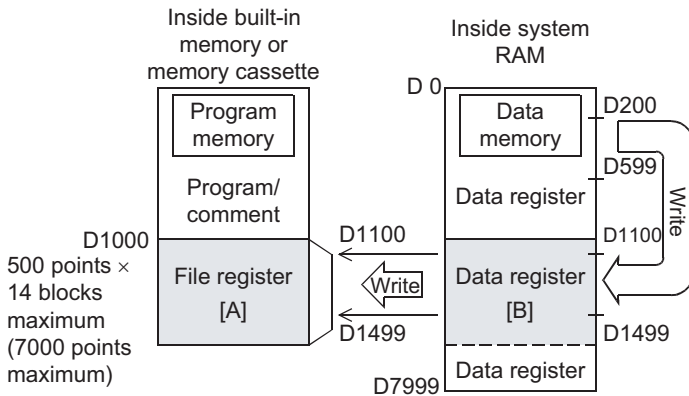 Inside built-in
memory or
memory cassette
Inside system
RAM
D 0
Program
memory
Data
memory
D200
D599
Program/
comment
Data register
Write
D1000
D1100
D1100
500 points ×
14 blocks
maximum
(7000 points
maximum)
File register
[A]
Write
Data register
[B]
D1499
D1499
Data register
D7999